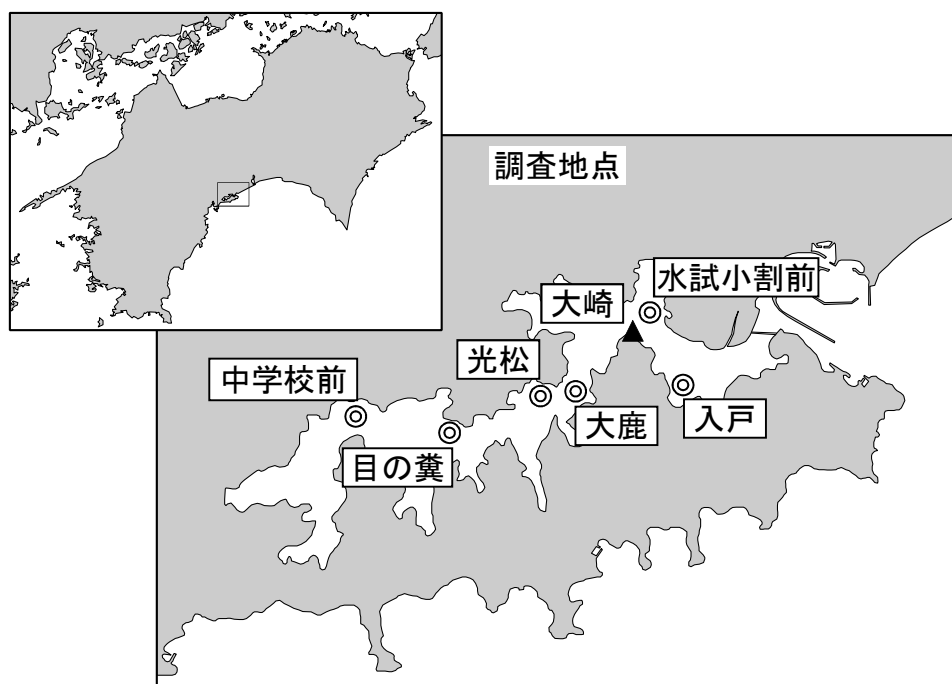 調査地点
水試小割前
大崎
光松
中学校前
大鹿
入戸
目の糞